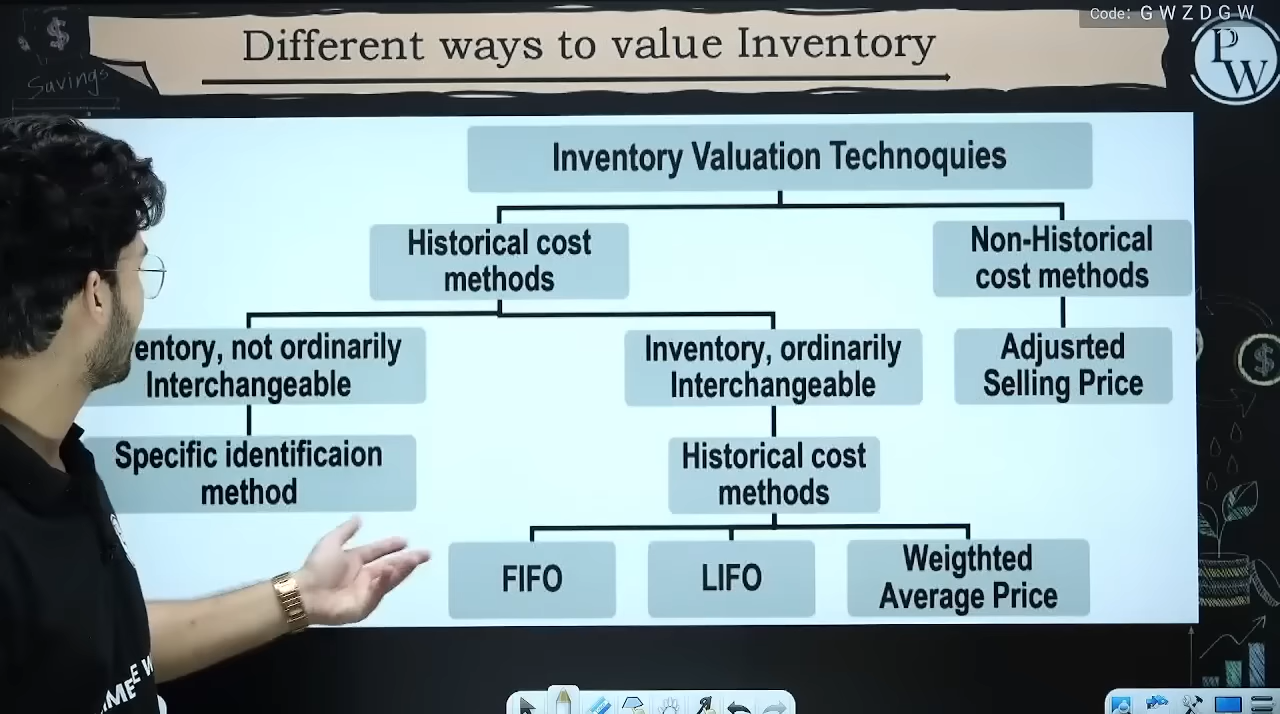 Code: G W Z D G W
Different ways to value Inventory
Savings
P
W
Inventory Valuation Technoquies
Historical cost
methods
Non-Historical
cost methods
ventory, not ordinarily
Interchangeable
Inventory, ordinarily
Interchangeable
Adjusrted
Selling Price
Specific identificaion
method
Historical cost
methods
FIFO
LIFO
Weigthted
Average Price